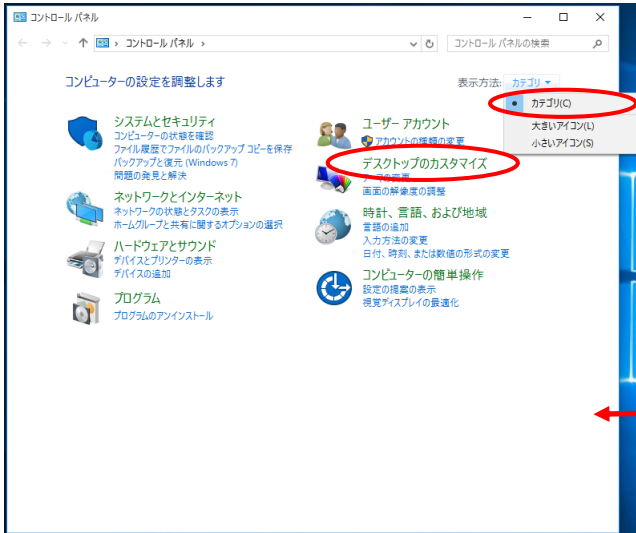 コントロール パネル
コントロール パネル
コントロール パネルの検索
コンピューターの設定を調整します
表示方法: カテゴリ
カテゴリ(C)
大きいアイコン(L)
小さいアイコン(S)
システムとセキュリティ
コンピューターの状態を確認
ファイル履歴でファイルのバックアップ コピーを保存
バックアップと復元 (Windows 7)
問題の発見と解決
ネットワークとインターネット
ネットワークの状態とタスクの表示
ホームグループと共有に関するオプションの選択
ハードウェアとサウンド
デバイスとプリンターの表示
デバイスの追加
プログラム
プログラムのアンインストール
ユーザー アカウント
アカウントの種類の変更
デスクトップのカスタマイズ
テーマの変更
画面の解像度の調整
時計、言語、および地域
言語の追加
入力方法の変更
日付、時刻、または数値の形式の変更
コンピューターの簡単操作
設定の提案の表示
視覚ディスプレイの最適化